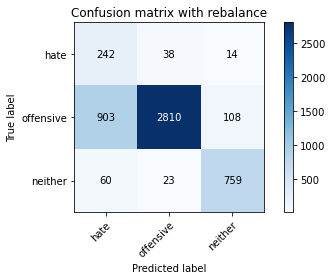 Confusion matrix with rebalance
True label
hate 242 38 14
offensive 903 2810 108
neither 60 23 759
hate offensive neither
Predicted label
2500
2000
1500
1000
500